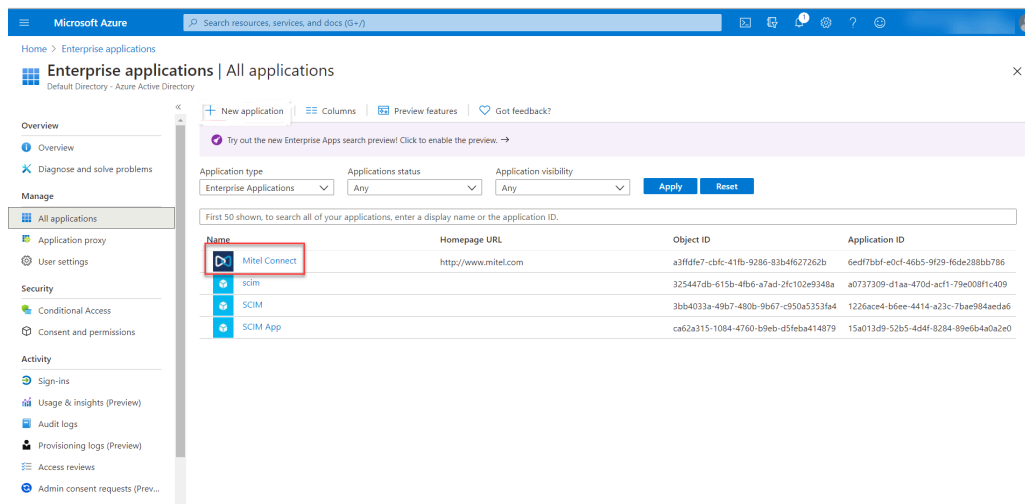 Microsoft Azure
Search resources, services, and docs (G+/)
1
Home > Enterprise applications
Enterprise applications | All applications
Default Directory - Azure Active Directory
New application
Columns
Preview features
Got feedback?
Overview
Overview
Diagnose and solve problems
Manage
All applications
Application proxy
User settings
Security
Conditional Access
Consent and permissions
Activity
Sign-ins
Usage & insights (Preview)
Audit logs
Provisioning logs (Preview)
Access reviews
Admin consent requests (Prev...
Try out the new Enterprise Apps search preview! Click to enable the preview. →
Application type Applications status Application visibility
Enterprise Applications Any Any Apply Reset
First 50 shown, to search all of your applications, enter a display name or the application ID.
Name Homepage URL Object ID Application ID
Mitel Connect http://www.mitel.com a3ffdfe7-cbfc-41fb-9286-83b4f627262b 6edf7bbf-e0cf-46b5-9f29-f6de288bb786
scim 325447db-615b-4fb6-a7ad-2fc102e9348a a0737309-d1aa-470d-acf1-79e008f1c409
SCIM 3bb4033a-49b7-480b-9b67-c950a5353fa4 1226ace4-b6ee-4414-a23c-7bae984aeda6
SCIM App ca62a315-1084-4760-b9eb-d5feba414879 15a013d9-52b5-4d4f-8284-89e6b4a0a2e0